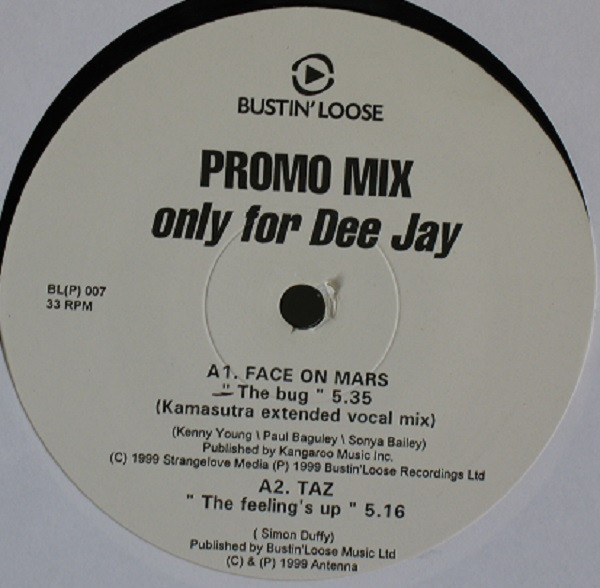 BUSTIN' LOOSE
PROMO MIX
only for Dee Jay
BL(P) 007
33 RPM
A1. FACE ON MARS
" The bug " 5.35
(Kamasutra extended vocal mix)
(Kenny Young \ Paul Baguley \ Sonya Bailey)
Published by Kangaroo Music Inc.
(C) 1999 Strangelove Media (P) 1999 Bustin'Loose Recordings Ltd
A2. TAZ
" The feeling's up " 5.16
( Simon Duffy)
Published by Bustin'Loose Music Ltd
(C) & (P) 1999 Antenna